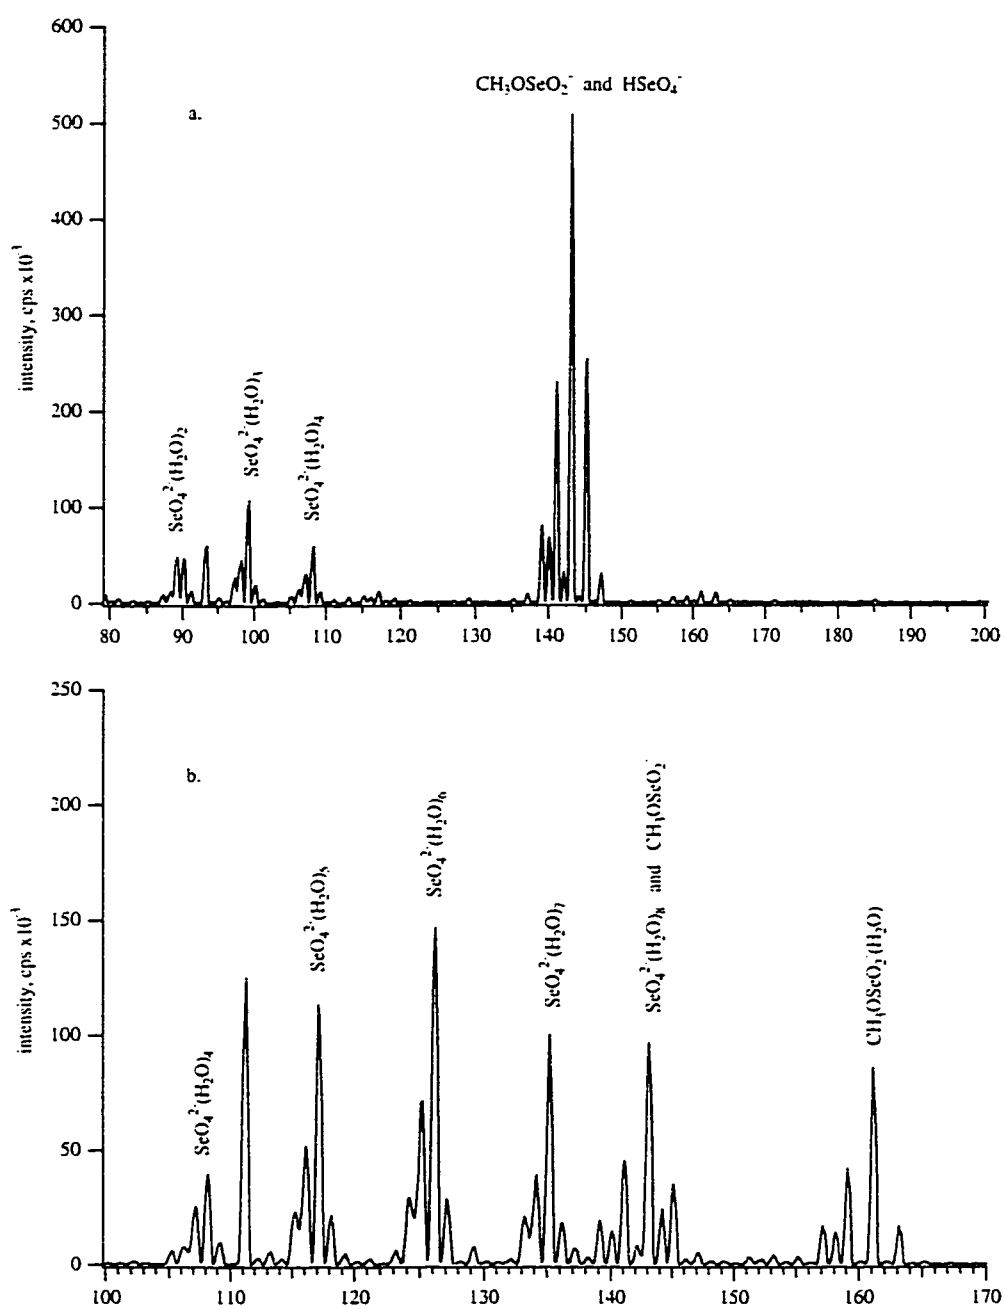 600
500
400
300
200
100
0
intensity, cps x10⁻³
a.
CH₃OSeO₂⁻ and HSeO₄⁻
SeO₄²⁻(H₂O)₂
SeO₄²⁻(H₂O)₃
SeO₄²⁻(H₂O)₄
80 90 100 110 120 130 140 150 160 170 180 190 200
250
200
150
100
50
0
intensity, cps x10⁻³
b.
SeO₄²⁻(H₂O)₄
SeO₄²⁻(H₂O)₅
SeO₄²⁻(H₂O)₆
SeO₄²⁻(H₂O)₇
SeO₄²⁻(H₂O)₈ and CH₃OSeO₂⁻
CH₃OSeO₂⁻(H₂O)
100 110 120 130 140 150 160 170